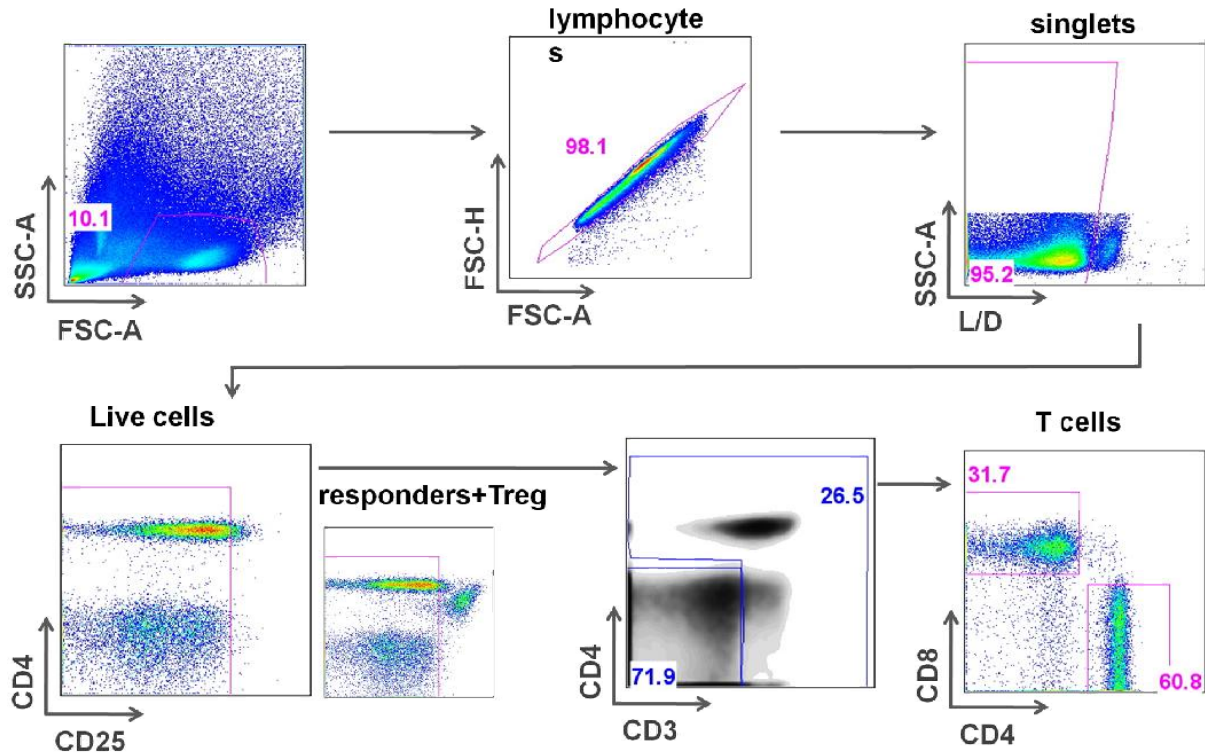 lymphocyte
s
singlets
10.1
SSC-A
FSC-A
98.1
FSC-H
FSC-A
95.2
SSC-A
L/D
Live cells
CD4
CD25
responders+Treg
26.5
71.9
CD4
CD3
T cells
31.7
60.8
CD8
CD4